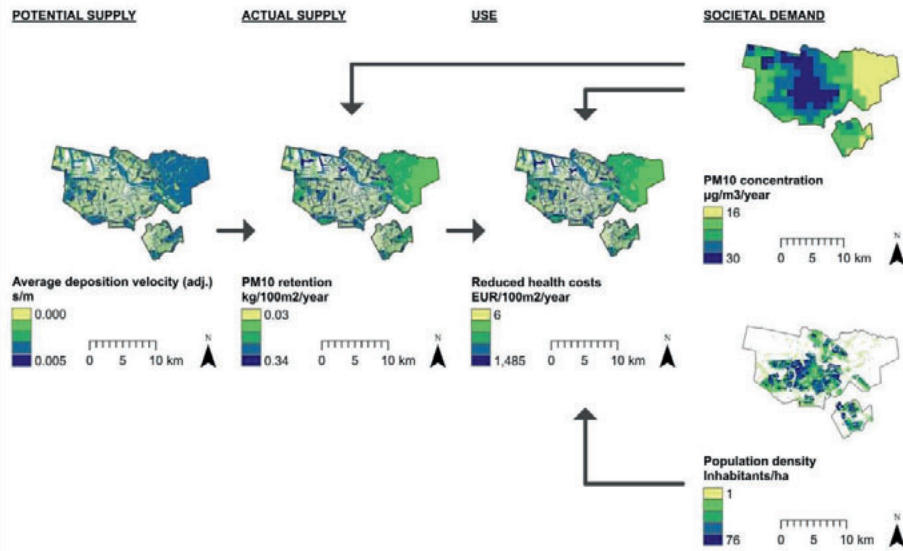 POTENTIAL SUPPLY
ACTUAL SUPPLY
USE
SOCIETAL DEMAND
Average deposition velocity (adj.)
s/m
0.000
0.005
0 5 10 km
N
PM10 retention
kg/100m2/year
0.03
0.34
0 5 10 km
N
Reduced health costs
EUR/100m2/year
6
1,485
0 5 10 km
N
PM10 concentration
µg/m3/year
16
30
0 5 10 km
N
Population density
Inhabitants/ha
1
76
0 5 10 km
N